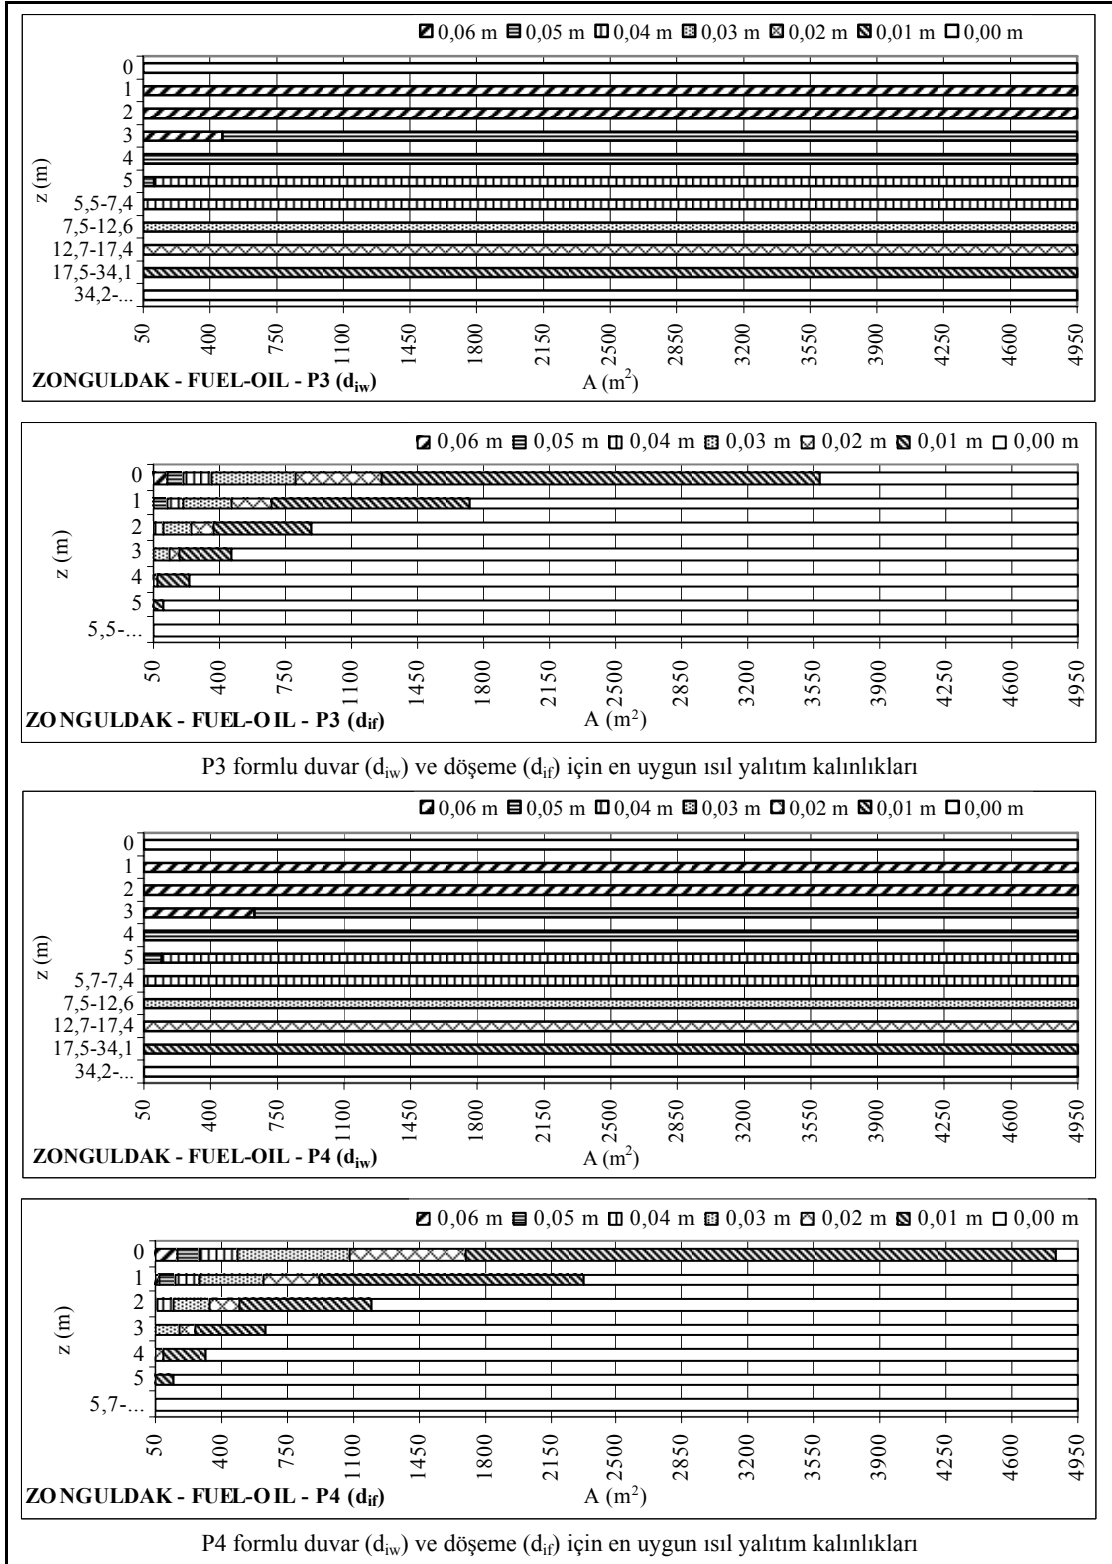 0,06 m 0,05 m 0,04 m 0,03 m 0,02 m 0,01 m 0,00 m
z (m)
0
1
2
3
4
5
5,5-7,4
7,5-12,6
12,7-17,4
17,5-34,1
34,2-...
50 400 750 1100 1450 1800 2150 2500 2850 3200 3550 3900 4250 4600 4950
ZONGULDAK - FUEL-OIL - P3 (d_iw) A (m²)
0,06 m 0,05 m 0,04 m 0,03 m 0,02 m 0,01 m 0,00 m
z (m)
0
1
2
3
4
5
5,5-...
50 400 750 1100 1450 1800 2150 2500 2850 3200 3550 3900 4250 4600 4950
ZONGULDAK - FUEL-OIL - P3 (d_if) A (m²)
P3 formlu duvar (d_iw) ve döşeme (d_if) için en uygun ısıl yalıtım kalınlıkları
0,06 m 0,05 m 0,04 m 0,03 m 0,02 m 0,01 m 0,00 m
z (m)
0
1
2
3
4
5
5,7-7,4
7,5-12,6
12,7-17,4
17,5-34,1
34,2-...
50 400 750 1100 1450 1800 2150 2500 2850 3200 3550 3900 4250 4600 4950
ZONGULDAK - FUEL-OIL - P4 (d_iw) A (m²)
0,06 m 0,05 m 0,04 m 0,03 m 0,02 m 0,01 m 0,00 m
z (m)
0
1
2
3
4
5
5,7-...
50 400 750 1100 1450 1800 2150 2500 2850 3200 3550 3900 4250 4600 4950
ZONGULDAK - FUEL-OIL - P4 (d_if) A (m²)
P4 formlu duvar (d_iw) ve döşeme (d_if) için en uygun ısıl yalıtım kalınlıkları